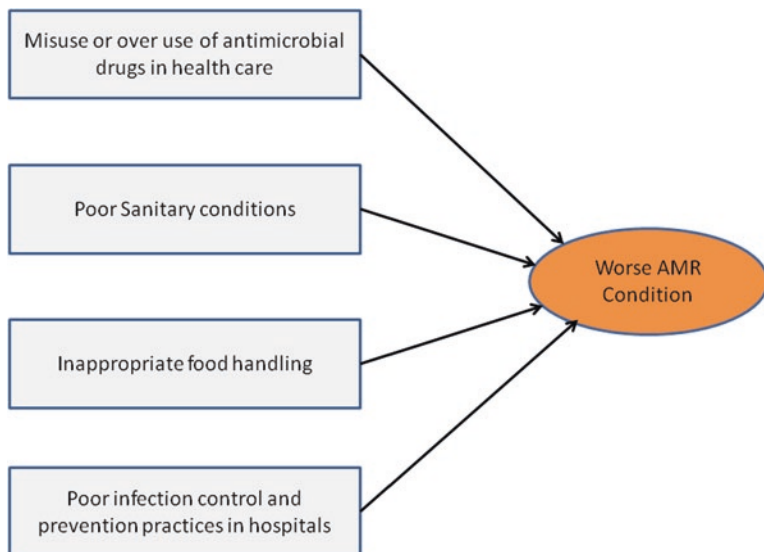 Misuse or over use of antimicrobial
drugs in health care
Poor Sanitary conditions
Worse AMR
Condition
Inappropriate food handling
Poor infection control and
prevention practices in hospitals